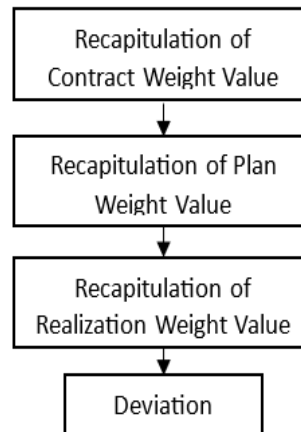 Recapitulation of
Contract Weight Value
Recapitulation of Plan
Weight Value
Recapitulation of
Realization Weight Value
Deviation